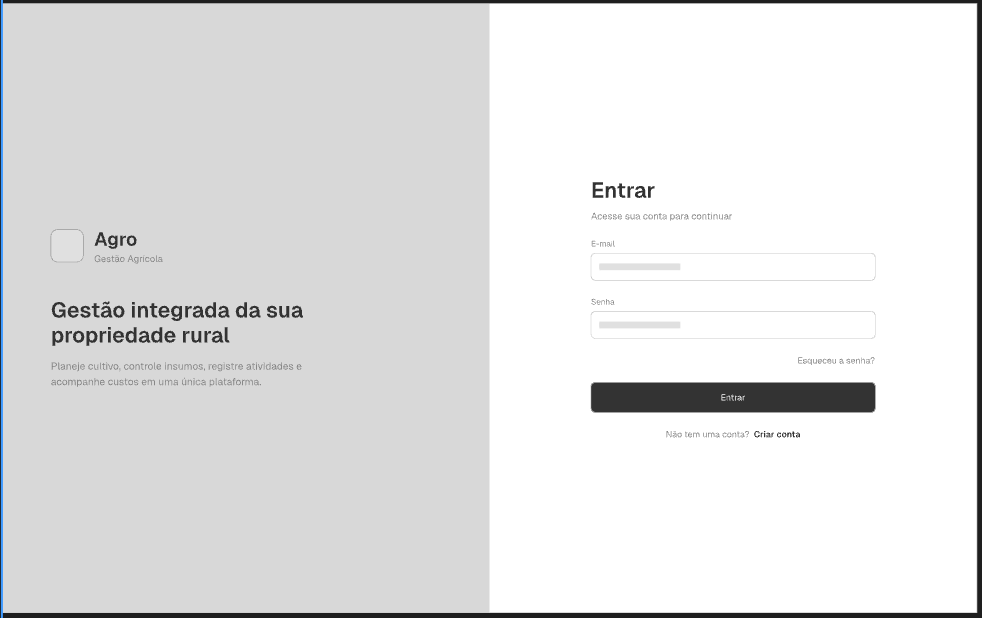 Agro
Gestão Agrícola
Gestão integrada da sua
propriedade rural
Planeje cultivo, controle insumos, registre atividades e
acompanhe custos em uma única plataforma.
Entrar
Acesse sua conta para continuar
E-mail
Senha
Esqueceu a senha?
Entrar
Não tem uma conta? Criar conta